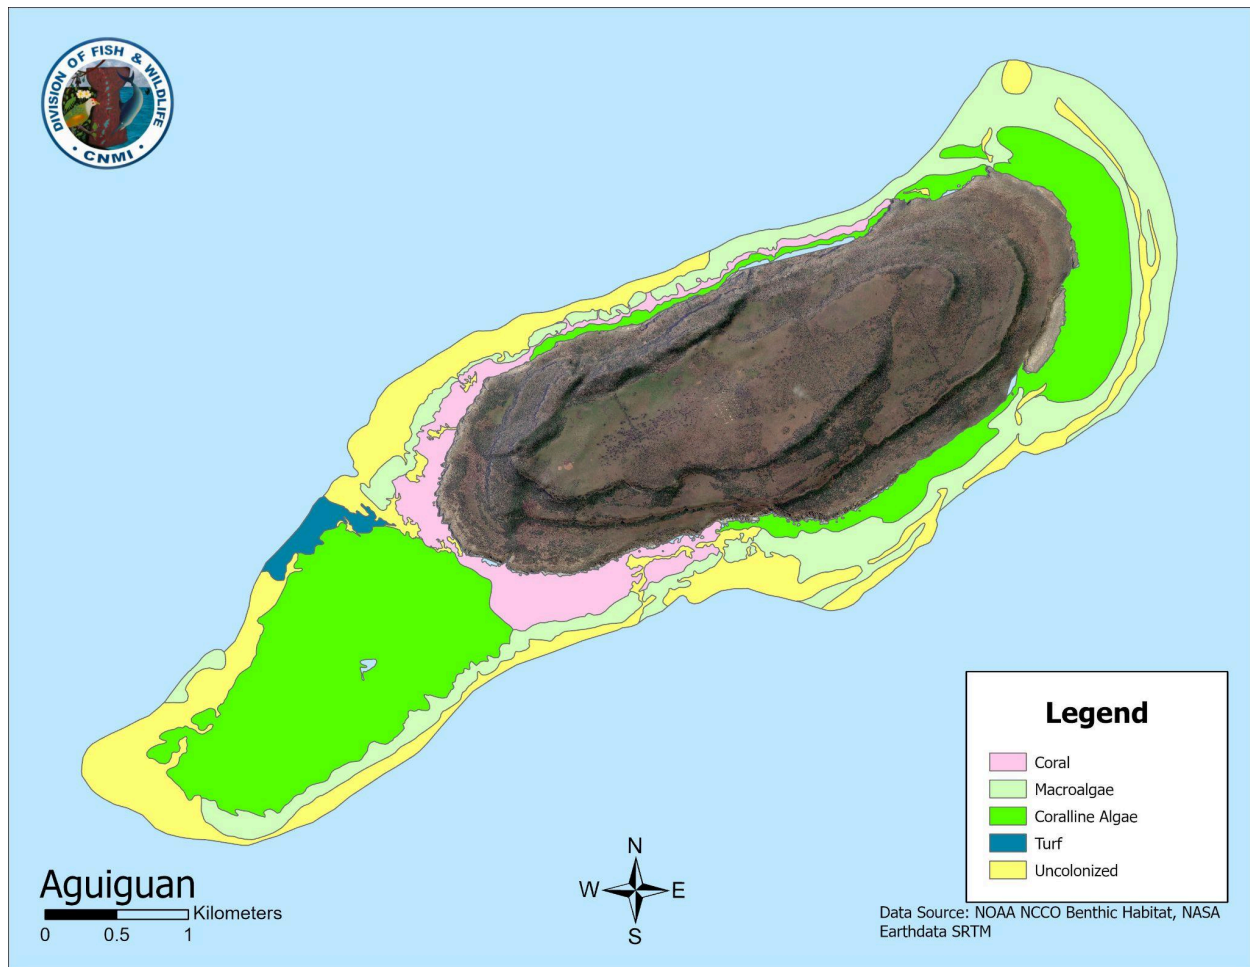 DIVISION OF FISH & WILDLIFE
• CNMI •
Legend
Coral
Macroalgae
Coralline Algae
Turf
Uncolonized
Aguiguan
Kilometers
0 0.5 1
N
W E
S
Data Source: NOAA NCCO Benthic Habitat, NASA
Earthdata SRTM